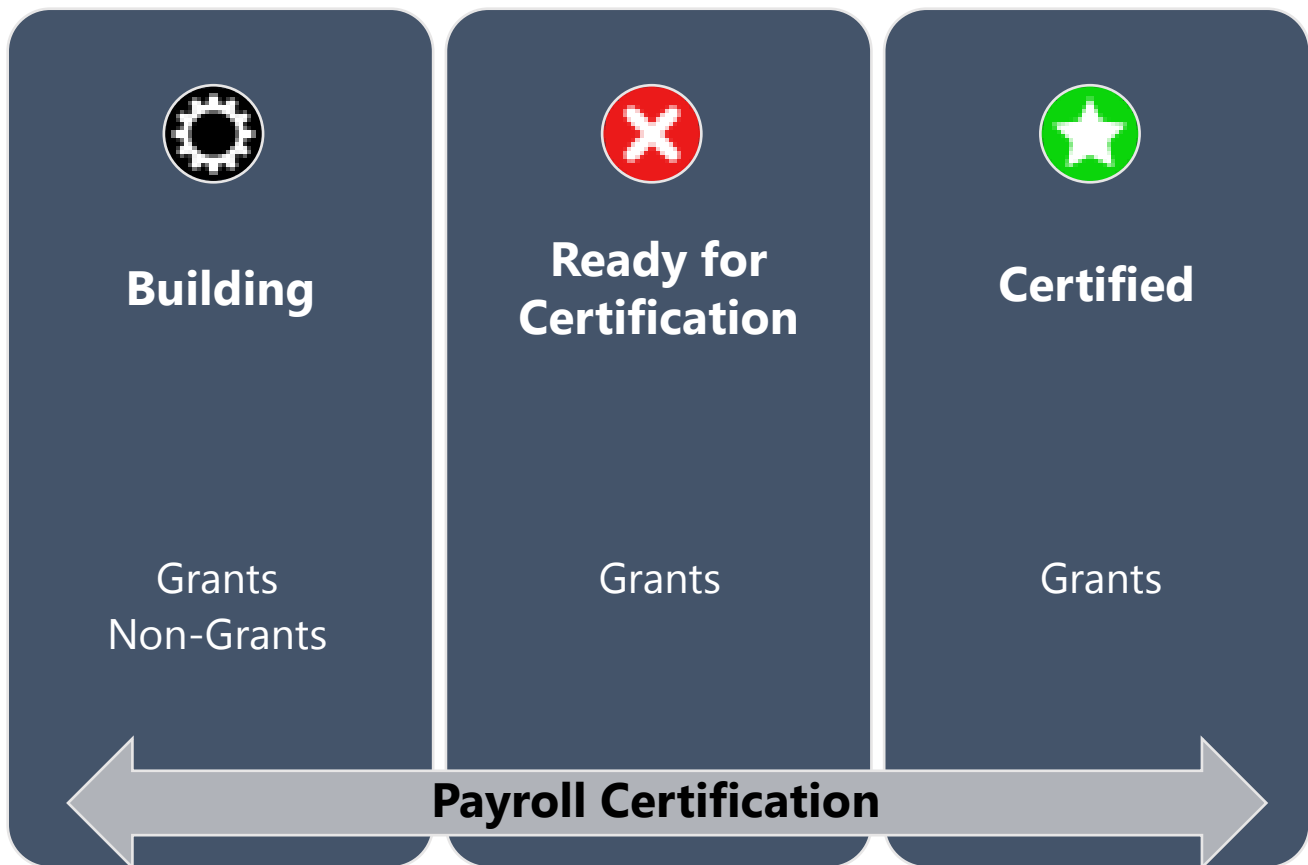 Building
Ready for
Certification
Certified
Grants
Non-Grants
Grants
Grants
Payroll Certification